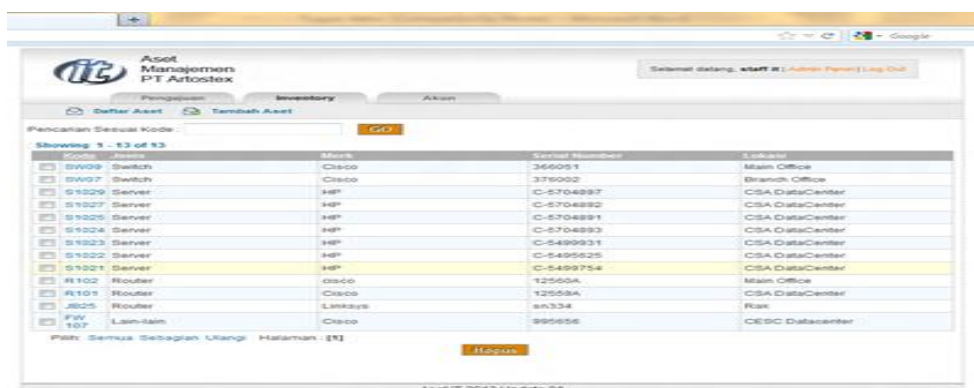 Google
it Aset
Manajemen
PT Artostex
Selamat datang, staff it | Admin Panel | Log Out
Pengajuan Inventory Akun
Daftar Aset Tambah Aset
Pencarian Sesuai Kode : GO
Showing 1 - 13 of 13
Kode Jenis Merk Serial Number Lokasi
SW09 Switch Cisco 366051 Main Office
SW07 Switch Cisco 376002 Branch Office
S1029 Server HP C-5704897 CSA DataCenter
S1027 Server HP C-5704892 CSA DataCenter
S1025 Server HP C-5704891 CSA DataCenter
S1024 Server HP C-5704893 CSA DataCenter
S1023 Server HP C-5499931 CSA DataCenter
S1022 Server HP C-5495625 CSA DataCenter
S1021 Server HP C-5499754 CSA DataCenter
R102 Router cisco 12560A Main Office
R101 Router Cisco 12559A CSA DataCenter
JB25 Router Linksys sn334 Rak
FW
107 Lain-lain Cisco 995656 CESC Datacenter
Pilih: Semua Sebagian Ulangi Halaman : [1]
Hapus